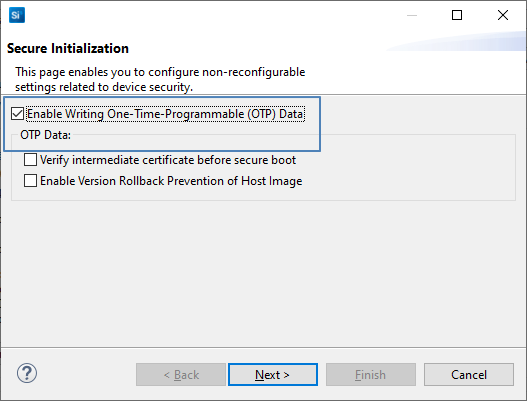 Si
Secure Initialization
This page enables you to configure non-reconfigurable
settings related to device security.
Enable Writing One-Time-Programmable (OTP) Data
OTP Data:
Verify intermediate certificate before secure boot
Enable Version Rollback Prevention of Host Image
?
< Back
Next >
Finish
Cancel